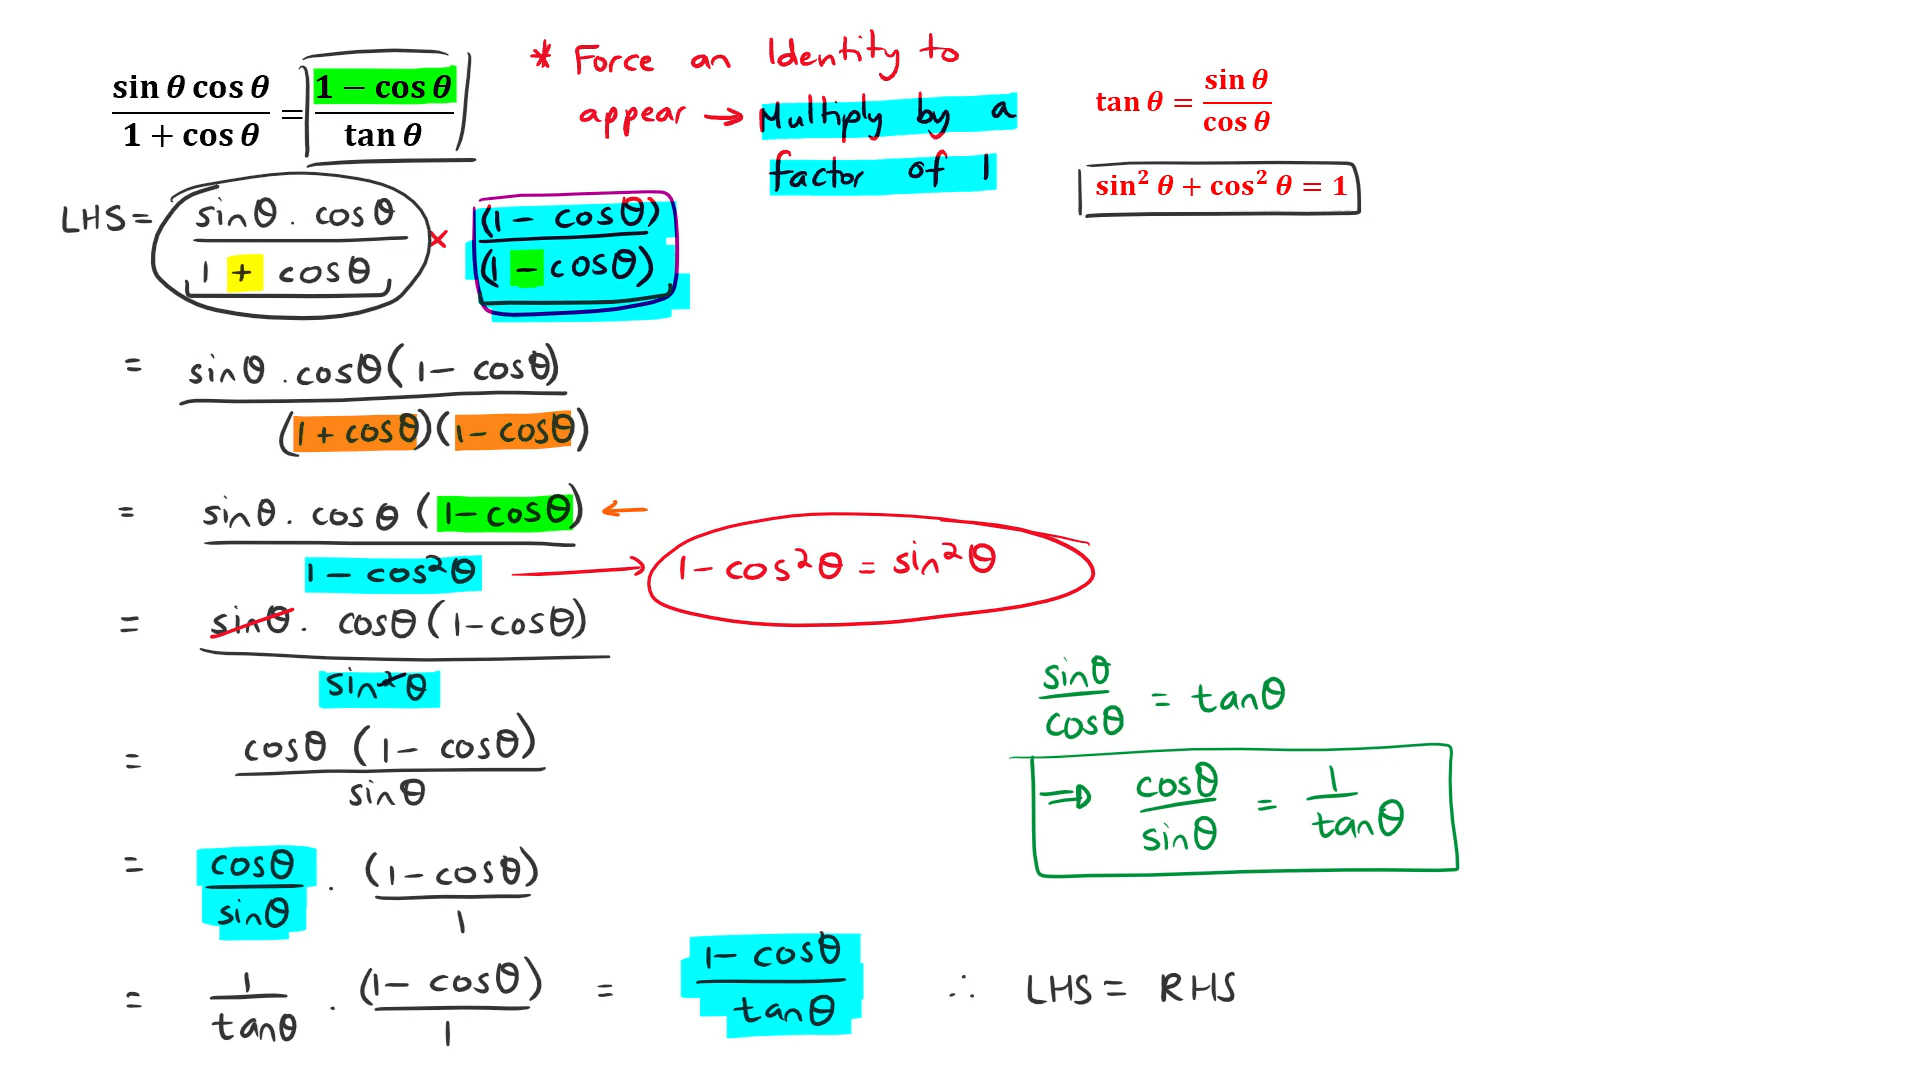 sin θ cos θ / 1 + cos θ = 1 − cos θ / tan θ
* Force an Identity to
appear → Multiply by a
factor of 1
tan θ = sin θ / cos θ
sin² θ + cos² θ = 1
LHS = sinθ . cosθ / 1 + cosθ × (1 − cosθ) / (1 − cosθ)
= sinθ . cosθ (1 − cosθ) / (1 + cosθ)(1 − cosθ)
= sinθ . cosθ (1 − cosθ) / 1 − cos²θ ←
→ 1 − cos²θ = sin²θ
= sinθ . cosθ (1 − cosθ) / sin²θ
= cosθ (1 − cosθ) / sinθ
sinθ / cosθ = tanθ
⇒ cosθ / sinθ = 1 / tanθ
= cosθ / sinθ . (1 − cosθ) / 1
= 1 / tanθ . (1 − cosθ) / 1 = 1 − cosθ / tanθ ∴ LHS = RHS